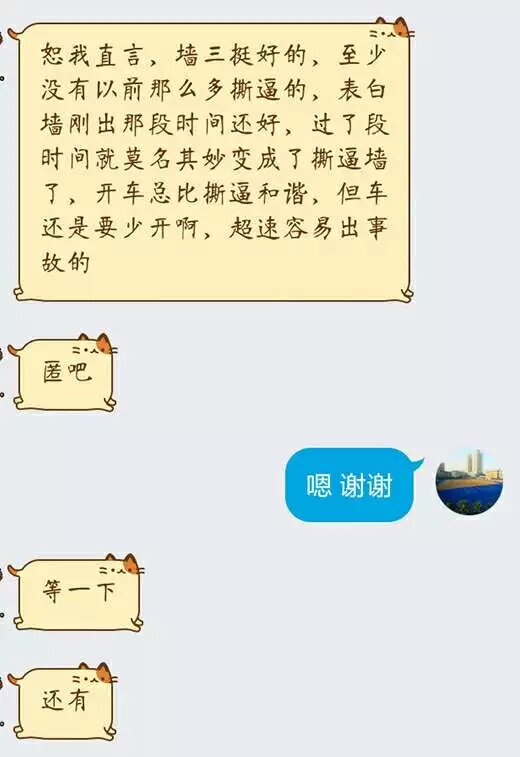 恕我直言，墙三挺好的，至少
没有以前那么多撕逼的，表白
墙刚出那段时间还好，过了段
时间就莫名其妙变成了撕逼墙
了，开车总比撕逼和谐，但车
还是要少开啊，超速容易出事
故的
匿吧
嗯 谢谢
等一下
还有